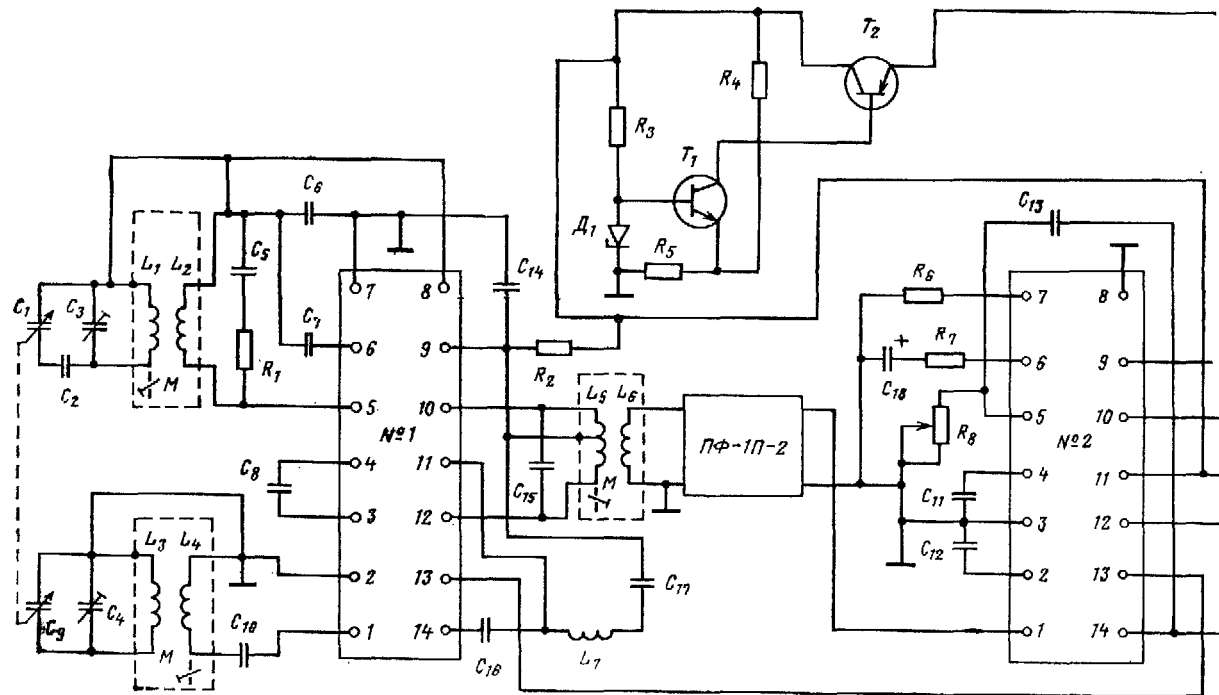 T₂
R₄
R₃
T₁
C₆
C₁₃
Д₁
R₅
C₅
C₁₄
L₁ L₂
R₆
7 8
7 8
C₁ C₃
C₇
+ R₇
6 9
6 9
R₁
R₂
C₁₈
M
C₂
L₅ L₆
5 10
5 10
R₈
№1
ПФ-1П-2
№2
C₈
4 11
4 11
C₁₅
M
C₁₁
3 12
3 12
L₃ L₄
C₁₂
2 13
2 13
C₁₇
C₉ C₄
C₁₀
1 14
1 14
M
C₁₆
L₇